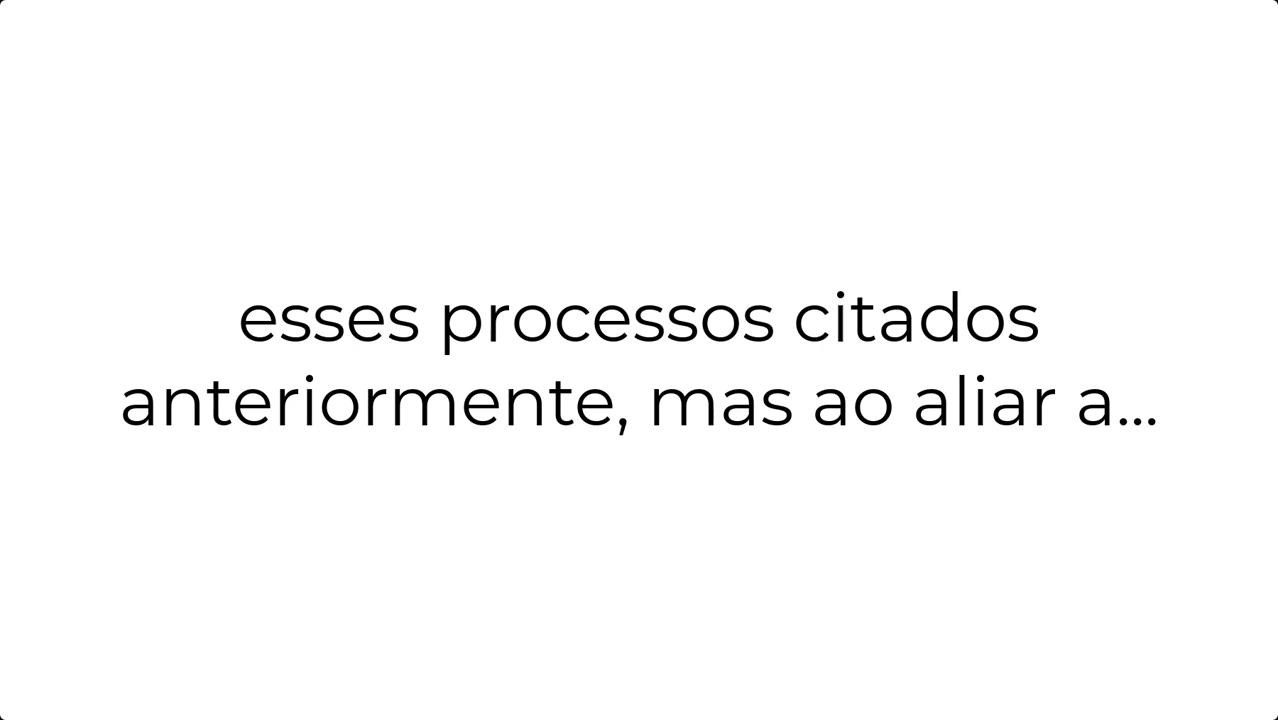 esses processos citados
anteriormente, mas ao aliar a...